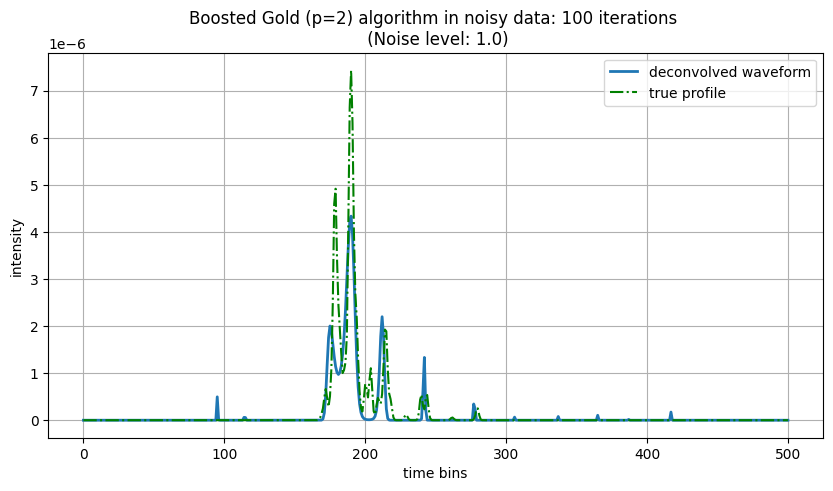 Boosted Gold (p=2) algorithm in noisy data: 100 iterations
(Noise level: 1.0)
1e−6
deconvolved waveform
true profile
7
6
5
4
3
2
1
0
intensity
0 100 200 300 400 500
time bins